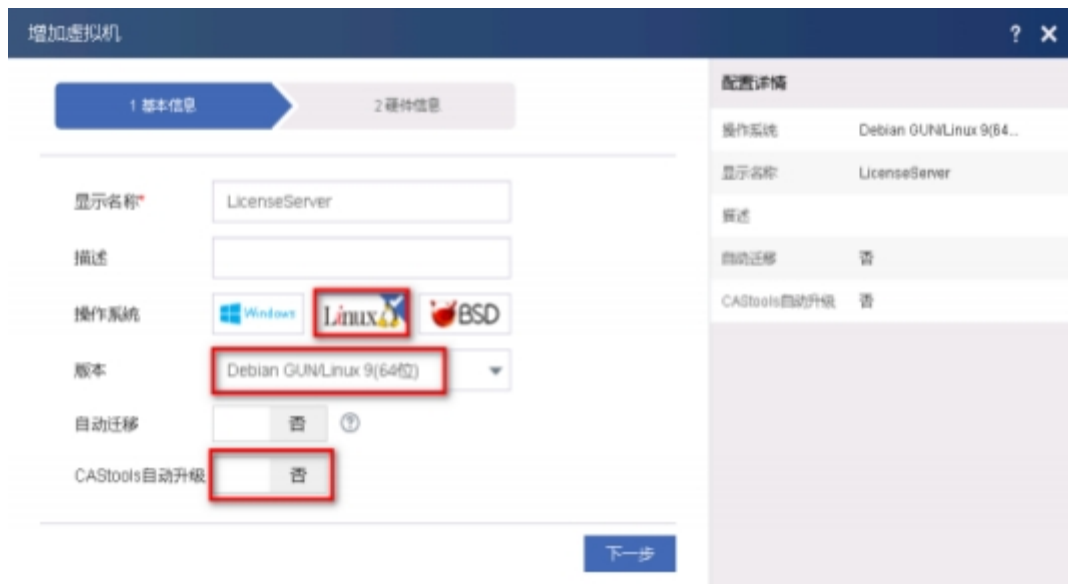 增加虚拟机
? ×
1 基本信息
2 硬件信息
显示名称*
LicenseServer
描述
操作系统
Windows
Linux
BSD
版本
Debian GUN/Linux 9(64位)
自动迁移
否
?
CAStools自动升级
否
下一步
配置详情
操作系统 Debian GUN/Linux 9(64...
显示名称 LicenseServer
描述
自动迁移 否
CAStools自动升级 否